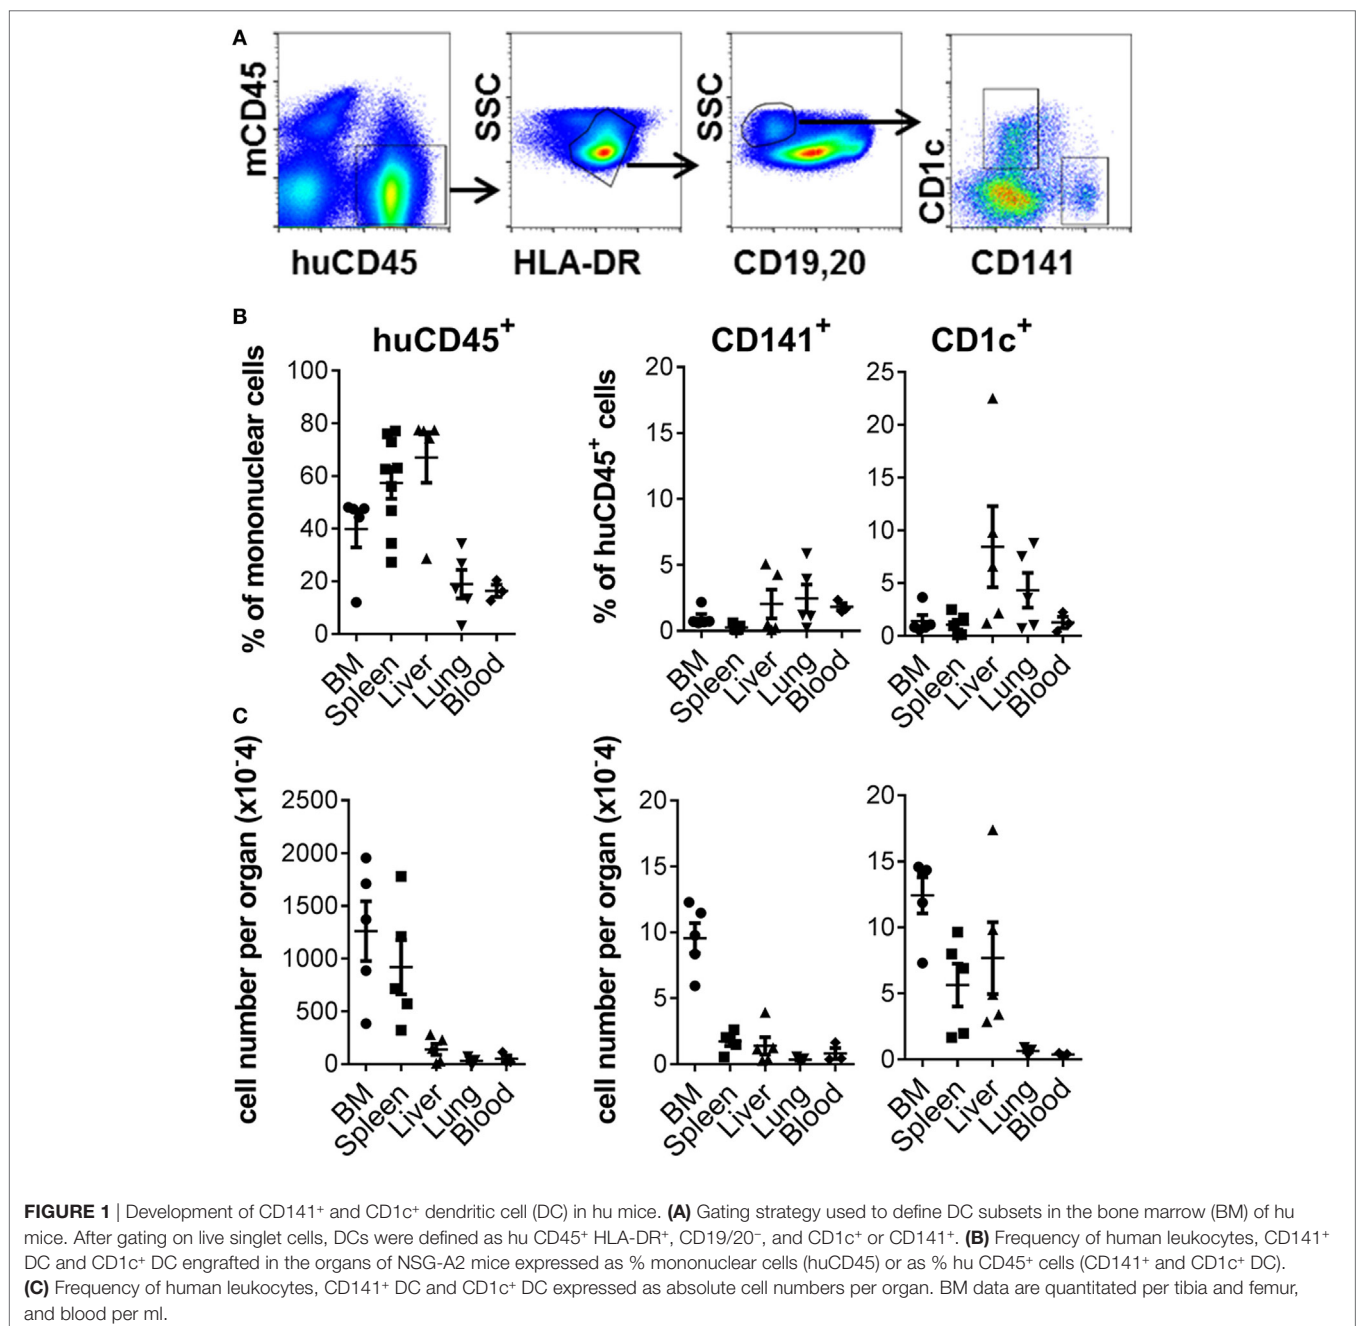 A
mCD45
huCD45
SSC
HLA-DR
SSC
CD19,20
CD1c
CD141
B
huCD45+
CD141+
CD1c+
% of mononuclear cells
100
80
60
40
20
0
BM
Spleen
Liver
Lung
Blood
% of huCD45+ cells
20
15
10
5
0
BM
Spleen
Liver
Lung
Blood
25
20
15
10
5
0
BM
Spleen
Liver
Lung
Blood
C
cell number per organ (x10-4)
2500
2000
1500
1000
500
0
BM
Spleen
Liver
Lung
Blood
cell number per organ (x10-4)
20
15
10
5
0
BM
Spleen
Liver
Lung
Blood
20
15
10
5
0
BM
Spleen
Liver
Lung
Blood
FIGURE 1 | Development of CD141+ and CD1c+ dendritic cell (DC) in hu mice. (A) Gating strategy used to define DC subsets in the bone marrow (BM) of hu
mice. After gating on live singlet cells, DCs were defined as hu CD45+ HLA-DR+, CD19/20−, and CD1c+ or CD141+. (B) Frequency of human leukocytes, CD141+
DC and CD1c+ DC engrafted in the organs of NSG-A2 mice expressed as % mononuclear cells (huCD45) or as % hu CD45+ cells (CD141+ and CD1c+ DC).
(C) Frequency of human leukocytes, CD141+ DC and CD1c+ DC expressed as absolute cell numbers per organ. BM data are quantitated per tibia and femur,
and blood per ml.